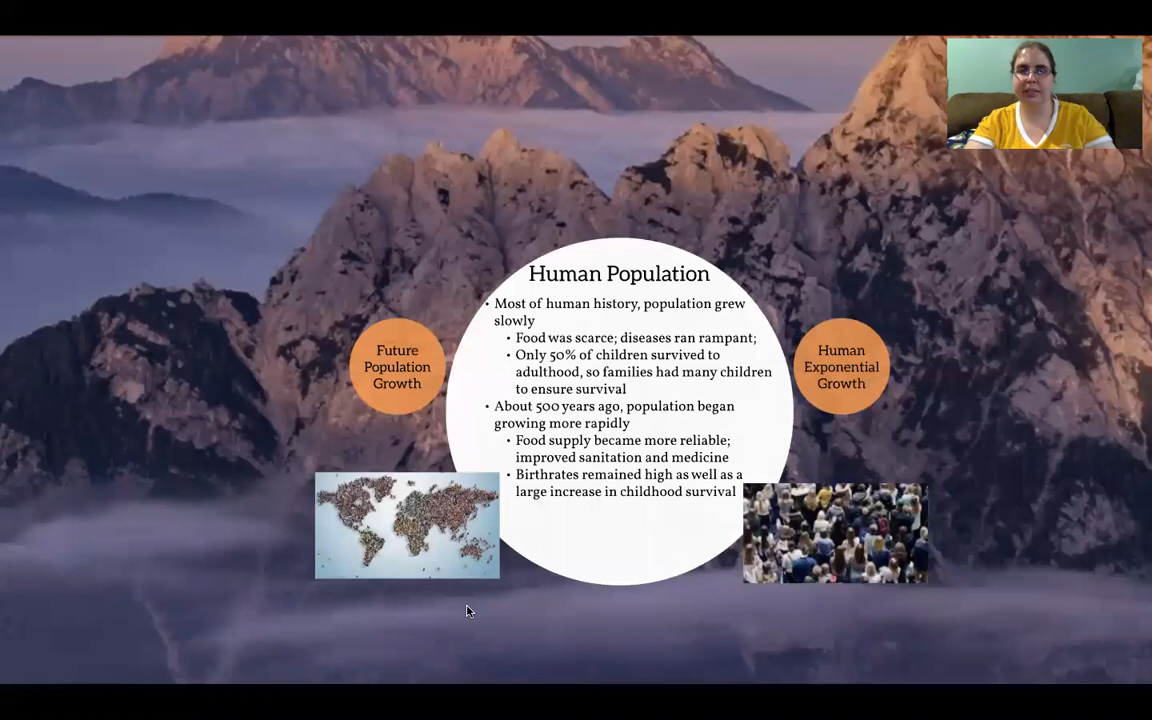 Human Population
• Most of human history, population grew
slowly
• Food was scarce; diseases ran rampant;
• Only 50% of children survived to
adulthood, so families had many children
to ensure survival
• About 500 years ago, population began
growing more rapidly
• Food supply became more reliable;
improved sanitation and medicine
• Birthrates remained high as well as a
large increase in childhood survival
Future
Population
Growth
Human
Exponential
Growth